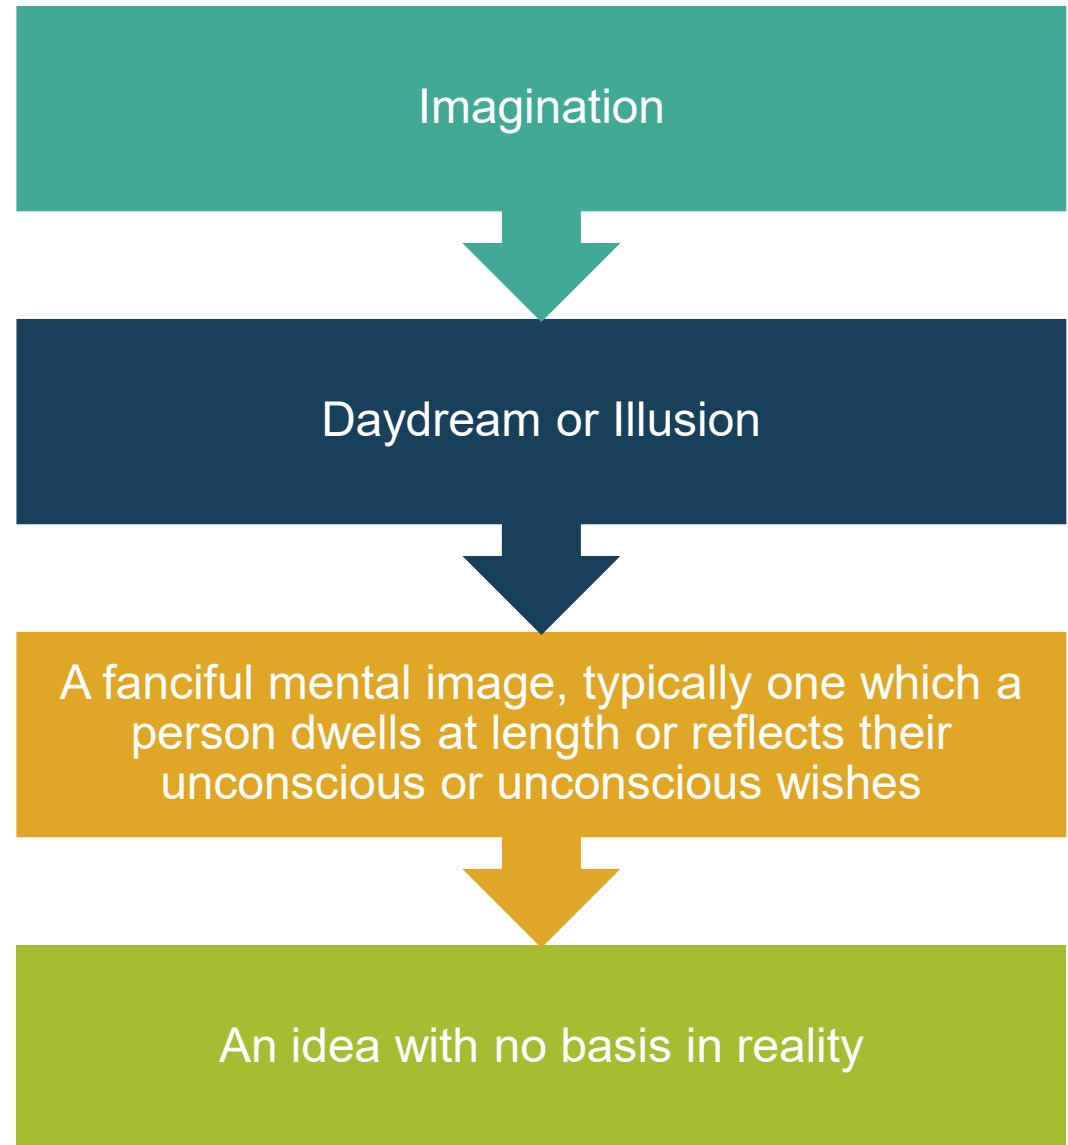 Imagination
Daydream or Illusion
A fanciful mental image, typically one which a
person dwells at length or reflects their
unconscious or unconscious wishes
An idea with no basis in reality